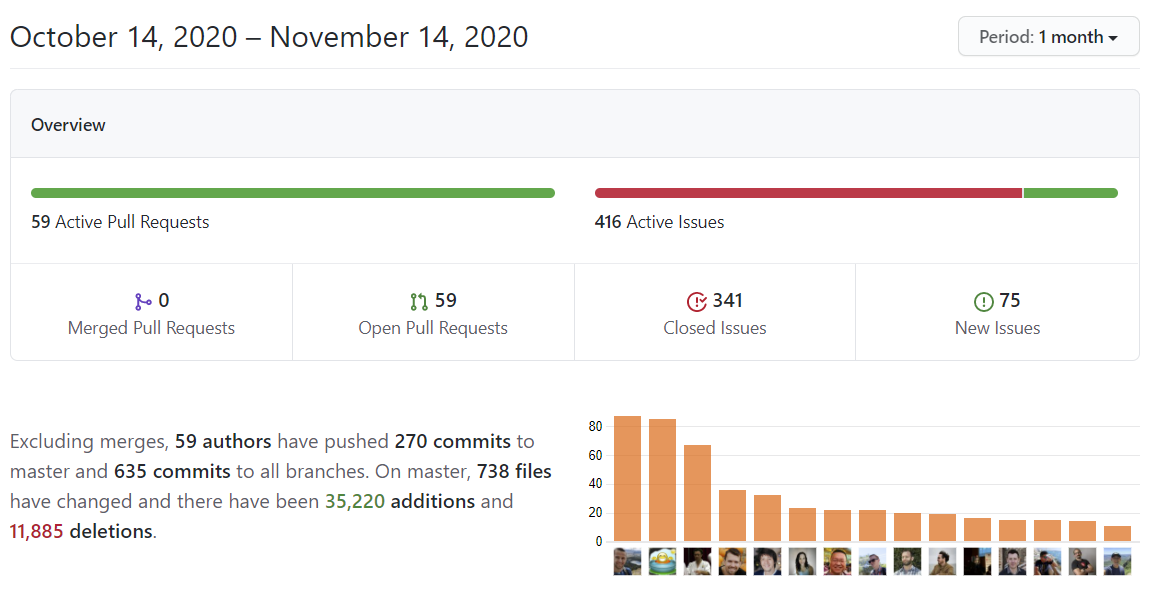 October 14, 2020 – November 14, 2020
Period: 1 month
Overview
59 Active Pull Requests
416 Active Issues
0
Merged Pull Requests
59
Open Pull Requests
341
Closed Issues
75
New Issues
Excluding merges, 59 authors have pushed 270 commits to
master and 635 commits to all branches. On master, 738 files
have changed and there have been 35,220 additions and
11,885 deletions.
80
60
40
20
0